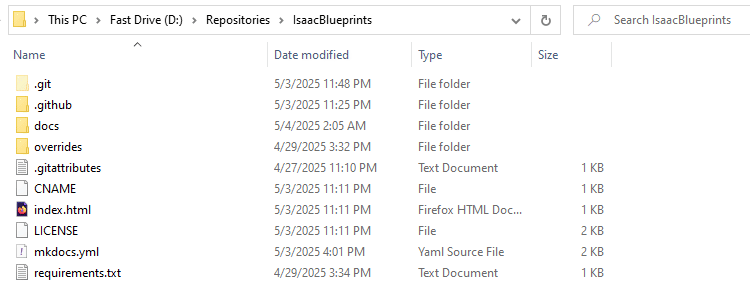 This PC > Fast Drive (D:) > Repositories > IsaacBlueprints Search IsaacBlueprints
Name Date modified Type Size
.git 5/3/2025 11:48 PM File folder
.github 5/3/2025 11:25 PM File folder
docs 5/4/2025 2:05 AM File folder
overrides 4/29/2025 3:32 PM File folder
.gitattributes 4/27/2025 11:10 PM Text Document 1 KB
CNAME 5/3/2025 11:11 PM File 1 KB
index.html 5/3/2025 11:11 PM Firefox HTML Doc... 1 KB
LICENSE 5/3/2025 11:11 PM File 2 KB
mkdocs.yml 5/3/2025 4:01 PM Yaml Source File 2 KB
requirements.txt 4/29/2025 3:34 PM Text Document 1 KB